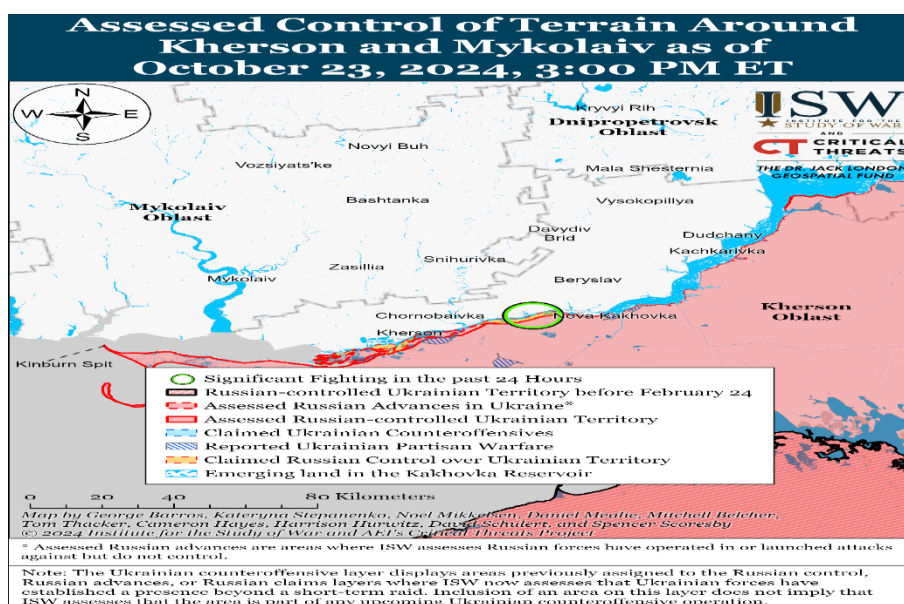 Assessed Control of Terrain Around
Kherson and Mykolaiv as of
October 23, 2024, 3:00 PM ET
N
W E
S
ISW
INSTITUTE FOR THE
STUDY OF WAR
AND
CT CRITICAL
THREATS
THE DR. JACK LONDON
GEOSPATIAL FUND
Kryvyi Rih
Dnipropetrovsk
Oblast
Novyi Buh
Vozsiyats'ke
Mala Shesternia
Bashtanka
Vysokopillya
Mykolaiv
Oblast
Davydiv
Brid
Dudchany
Kachkarivka
Snihurivka
Zasillia
Mykolaiv
Beryslav
Kherson
Oblast
Chornobaivka
Nova Kakhovka
Kherson
Kinburn Spit
Significant Fighting in the past 24 Hours
Russian-controlled Ukrainian Territory before February 24
Assessed Russian Advances in Ukraine*
Assessed Russian-controlled Ukrainian Territory
Claimed Ukrainian Counteroffensives
Reported Ukrainian Partisan Warfare
Claimed Russian Control over Ukrainian Territory
Emerging land in the Kakhovka Reservoir
0 20 40 80 Kilometers
Map by George Barros, Kateryna Stepanenko, Noel Mikkelsen, Daniel Mealie, Mitchell Belcher,
Tom Thacker, Cameron Hayes, Harrison Hurwitz, David Schulert, and Spencer Scoresby
© 2024 Institute for the Study of War and AEI's Critical Threats Project
* Assessed Russian advances are areas where ISW assesses Russian forces have operated in or launched attacks
against but do not control.
Note: The Ukrainian counteroffensive layer displays areas previously assigned to the Russian control,
Russian advances, or Russian claims layers where ISW now assesses that Ukrainian forces have
established a presence beyond a short-term raid. Inclusion of an area on this layer does not imply that
ISW assesses that the area is part of any upcoming Ukrainian counteroffensive operation.